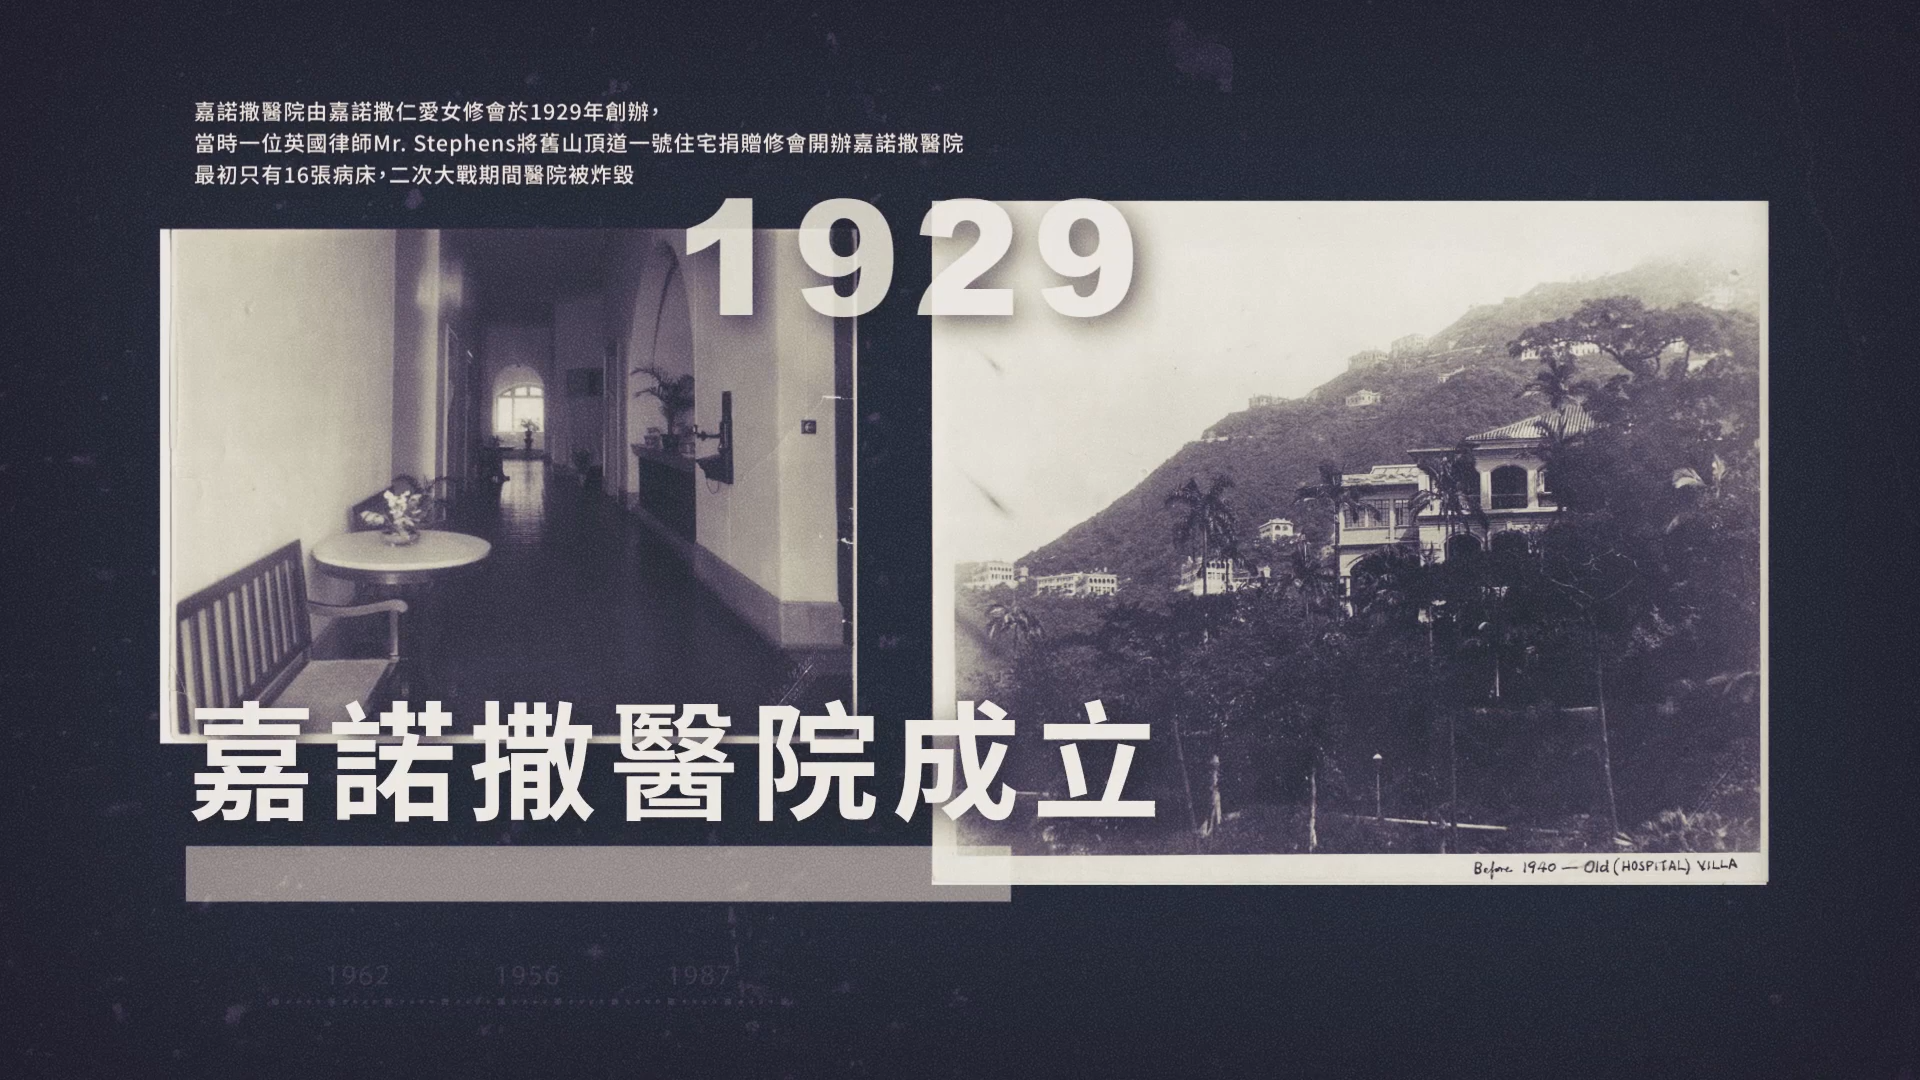 嘉諾撒醫院由嘉諾撒仁愛女修會於1929年創辦，
當時一位英國律師Mr. Stephens將舊山頂道一號住宅捐贈修會開辦嘉諾撒醫院
最初只有16張病床，二次大戰期間醫院被炸毀
1929
嘉諾撒醫院成立
Before 1940 — Old (HOSPITAL) VILLA
1962 1956 1987